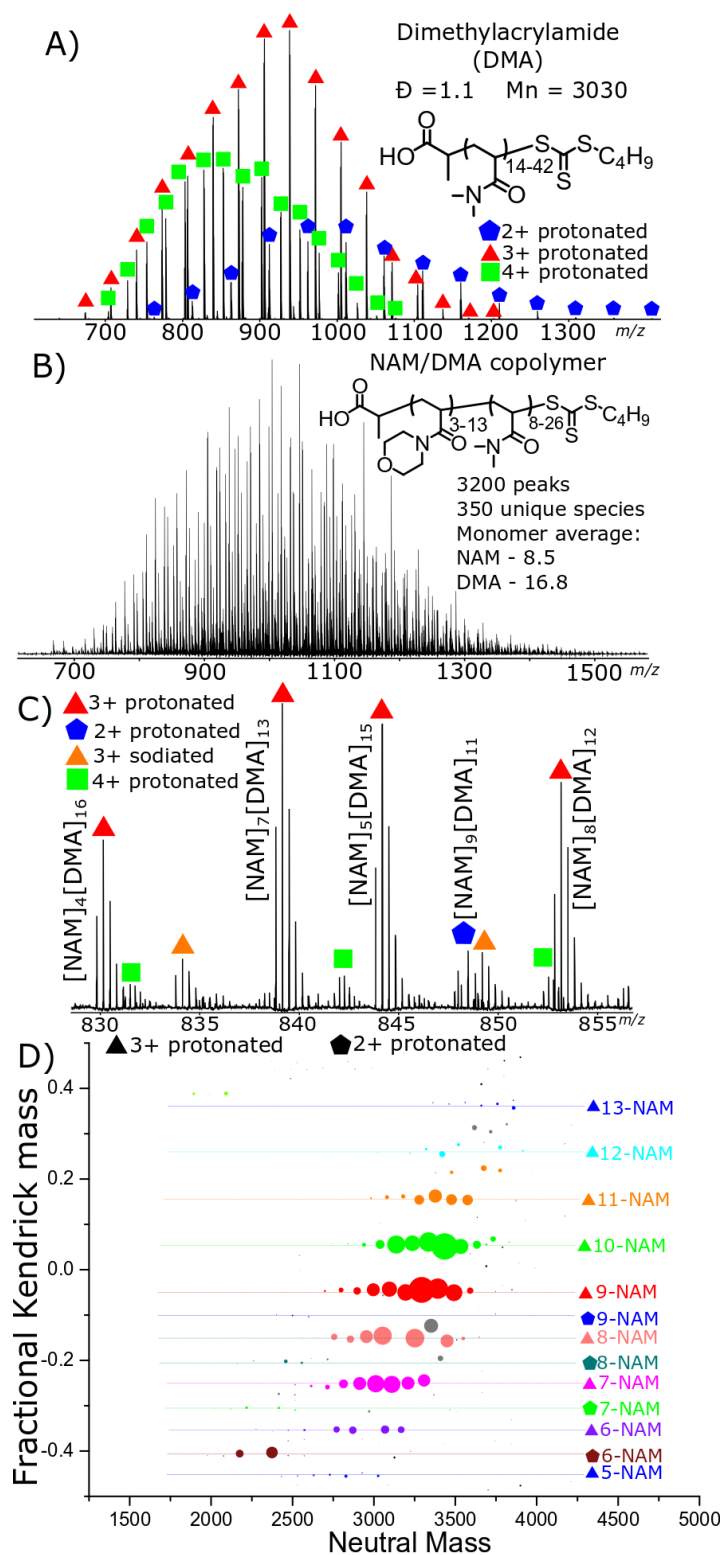 A)
Dimethylacrylamide
(DMA)
Đ =1.1 Mn = 3030
O
HO
14-42
S
S
C4H9
S
N
O
2+ protonated
3+ protonated
4+ protonated
700 800 900 1000 1100 1200 1300 m/z
B)
NAM/DMA copolymer
O
HO
3-13
8-26
S
S
C4H9
S
N
O
N
O
O
3200 peaks
350 unique species
Monomer average:
NAM - 8.5
DMA - 16.8
700 900 1100 1300 1500 m/z
C)
3+ protonated
2+ protonated
3+ sodiated
4+ protonated
[NAM]4[DMA]16
[NAM]7[DMA]13
[NAM]5[DMA]15
[NAM]9[DMA]11
[NAM]8[DMA]12
830 835 840 845 850 855 m/z
D)
3+ protonated
2+ protonated
Fractional Kendrick mass
0.4
0.2
0.0
-0.2
-0.4
13-NAM
12-NAM
11-NAM
10-NAM
9-NAM
9-NAM
8-NAM
8-NAM
7-NAM
7-NAM
6-NAM
6-NAM
5-NAM
1500 2000 2500 3000 3500 4000 4500 5000
Neutral Mass